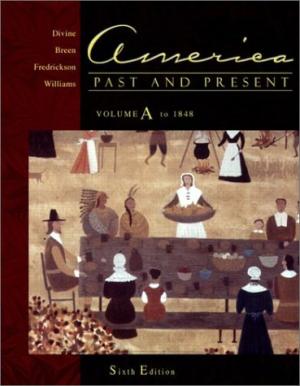 Divine
Breen
Fredrickson
Williams
America
PAST AND PRESENT
VOLUME A to 1848
Sixth Edition